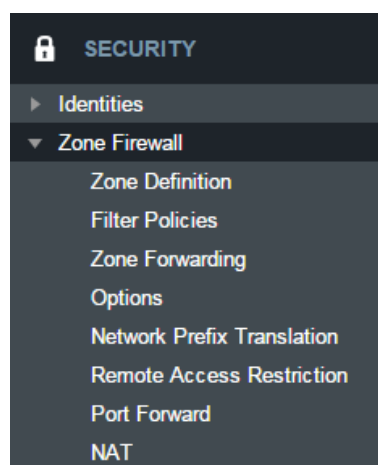 SECURITY
Identities
Zone Firewall
Zone Definition
Filter Policies
Zone Forwarding
Options
Network Prefix Translation
Remote Access Restriction
Port Forward
NAT